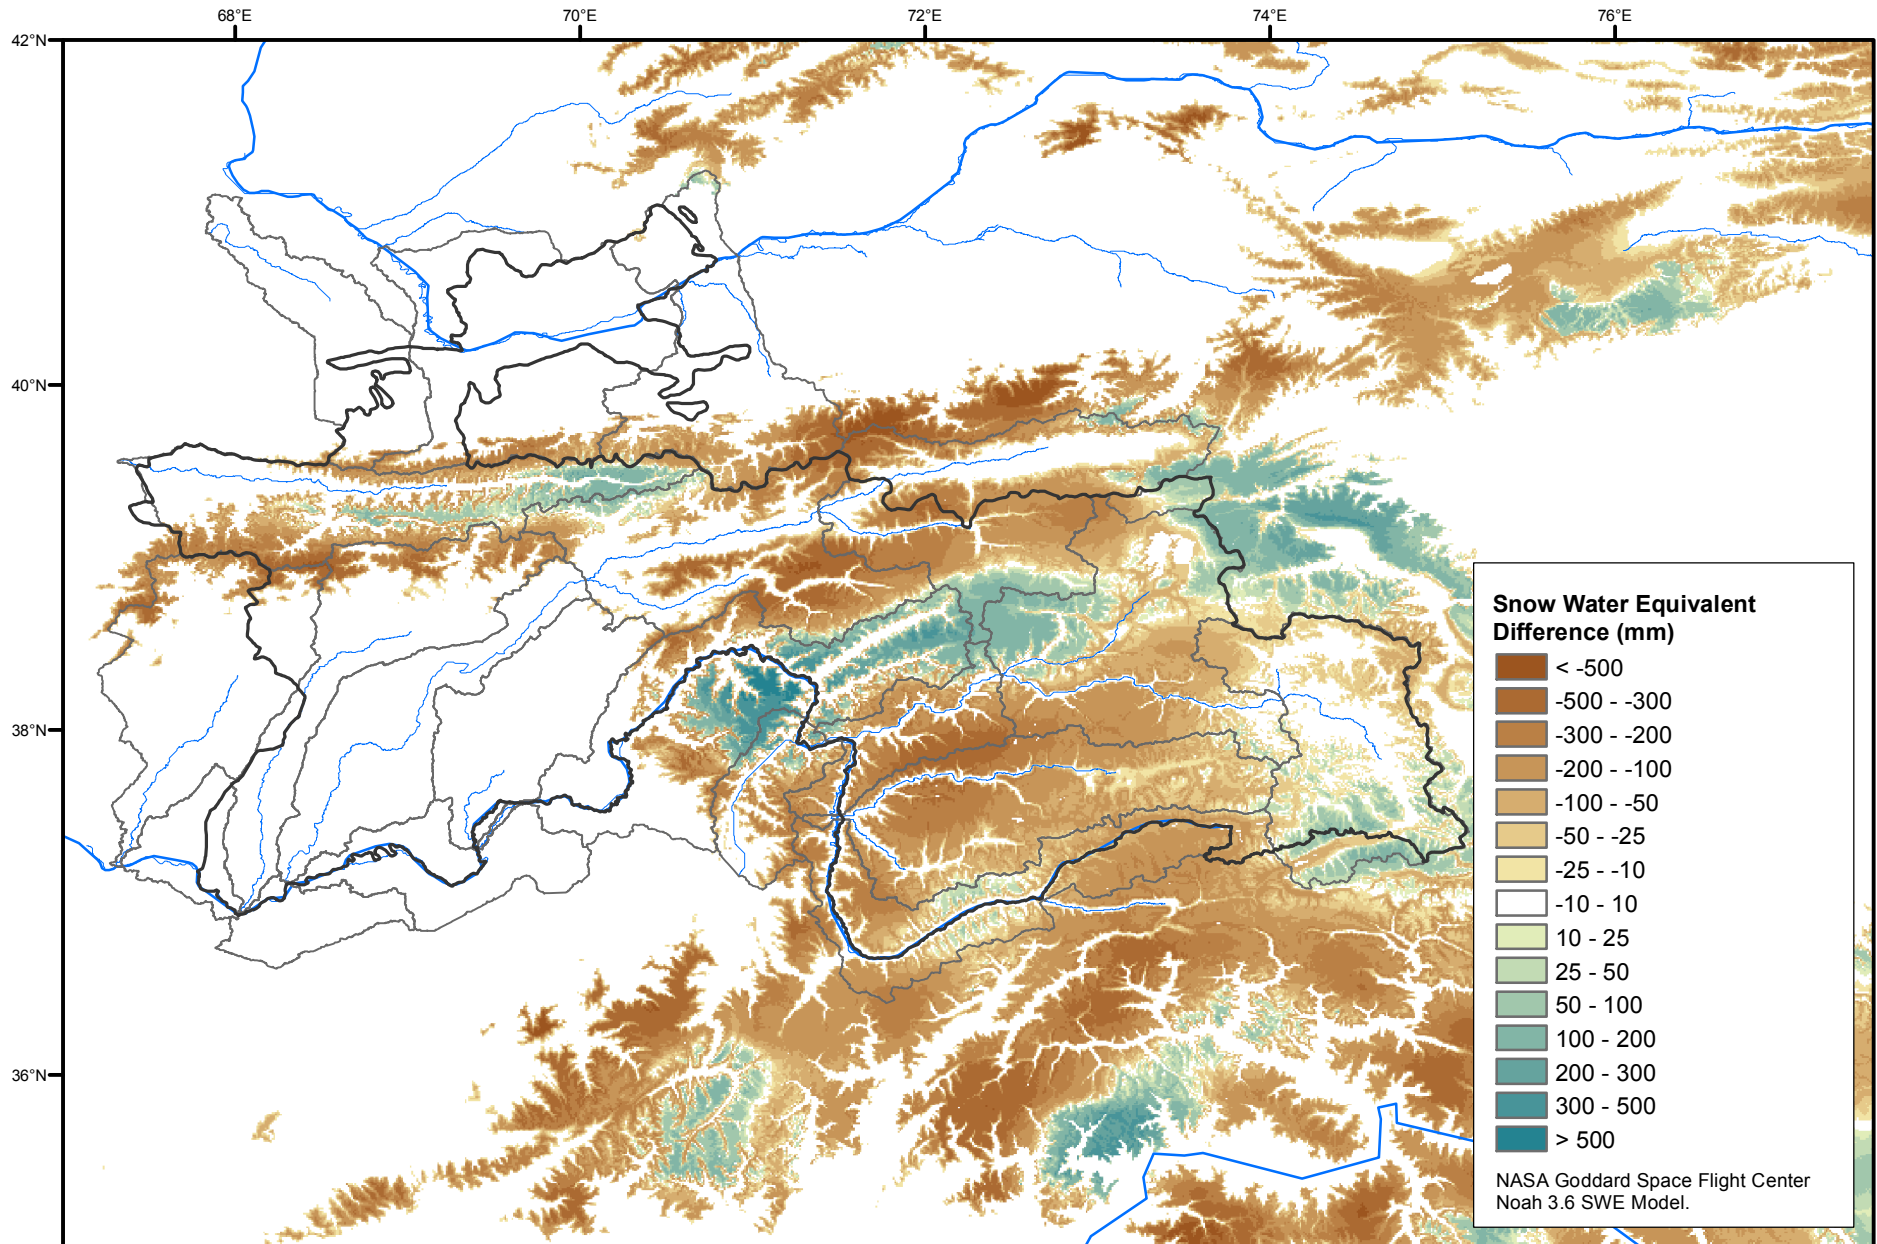 68°E
70°E
72°E
74°E
76°E
42°N
40°N
38°N
36°N
Snow Water Equivalent
Difference (mm)
< -500
-500 - -300
-300 - -200
-200 - -100
-100 - -50
-50 - -25
-25 - -10
-10 - 10
10 - 25
25 - 50
50 - 100
100 - 200
200 - 300
300 - 500
> 500
NASA Goddard Space Flight Center
Noah 3.6 SWE Model.